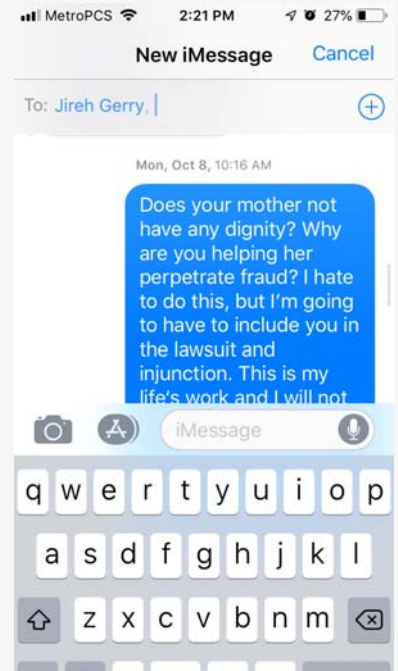 MetroPCS 2:21 PM 27%
New iMessage Cancel
To: Jireh Gerry,
Mon, Oct 8, 10:16 AM
Does your mother not
have any dignity? Why
are you helping her
perpetrate fraud? I hate
to do this, but I'm going
to have to include you in
the lawsuit and
injunction. This is my
life's work and I will not
iMessage
q w e r t y u i o p
a s d f g h j k l
z x c v b n m